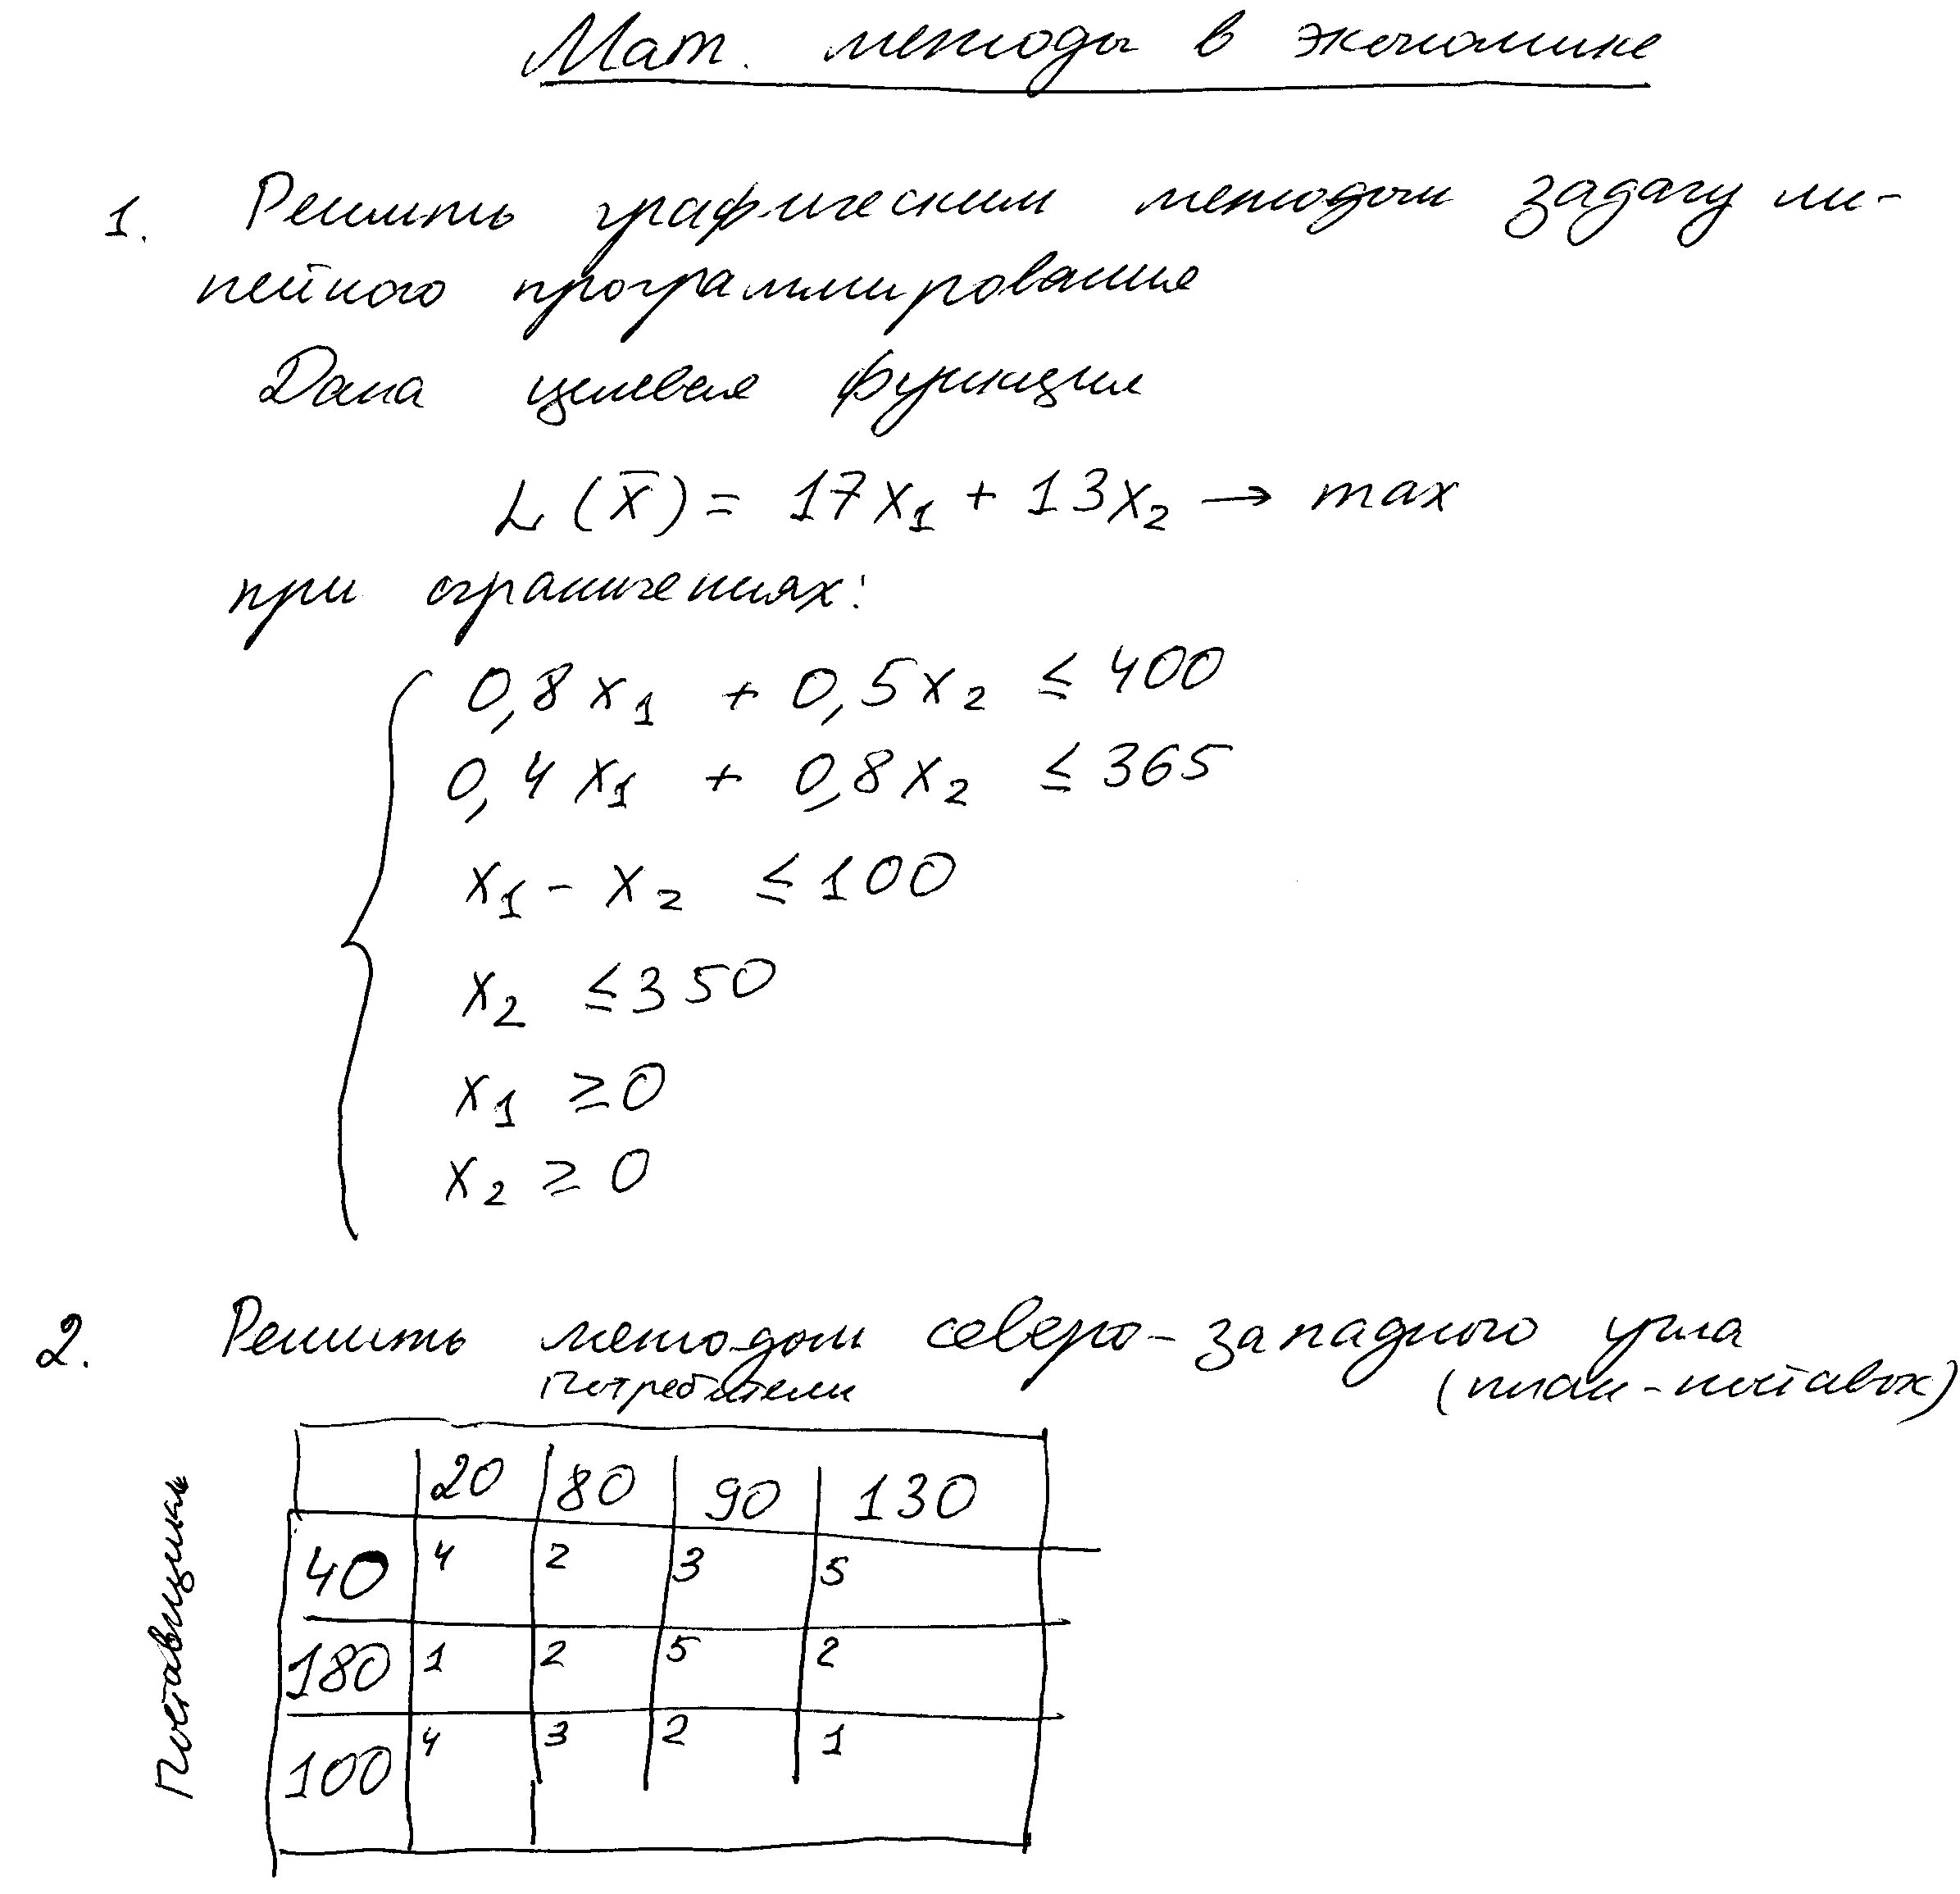 Мат. методы в экономике
1. Решить графическим методом задачу ли-
нейного программирования
Дана целевая функция
L(x̄) = 17x₁ + 13x₂ → max
при ограничениях:
0,8x₁ + 0,5x₂ ≤ 400
0,4x₁ + 0,8x₂ ≤ 365
x₁ - x₂ ≤ 100
x₂ ≤ 350
x₁ ≥ 0
x₂ ≥ 0
2. Решить методом северо-западного угла
(план-поставок)
Потребители
Поставщики
20 80 90 130
40 4 2 3 5
180 1 2 5 2
100 4 3 2 1